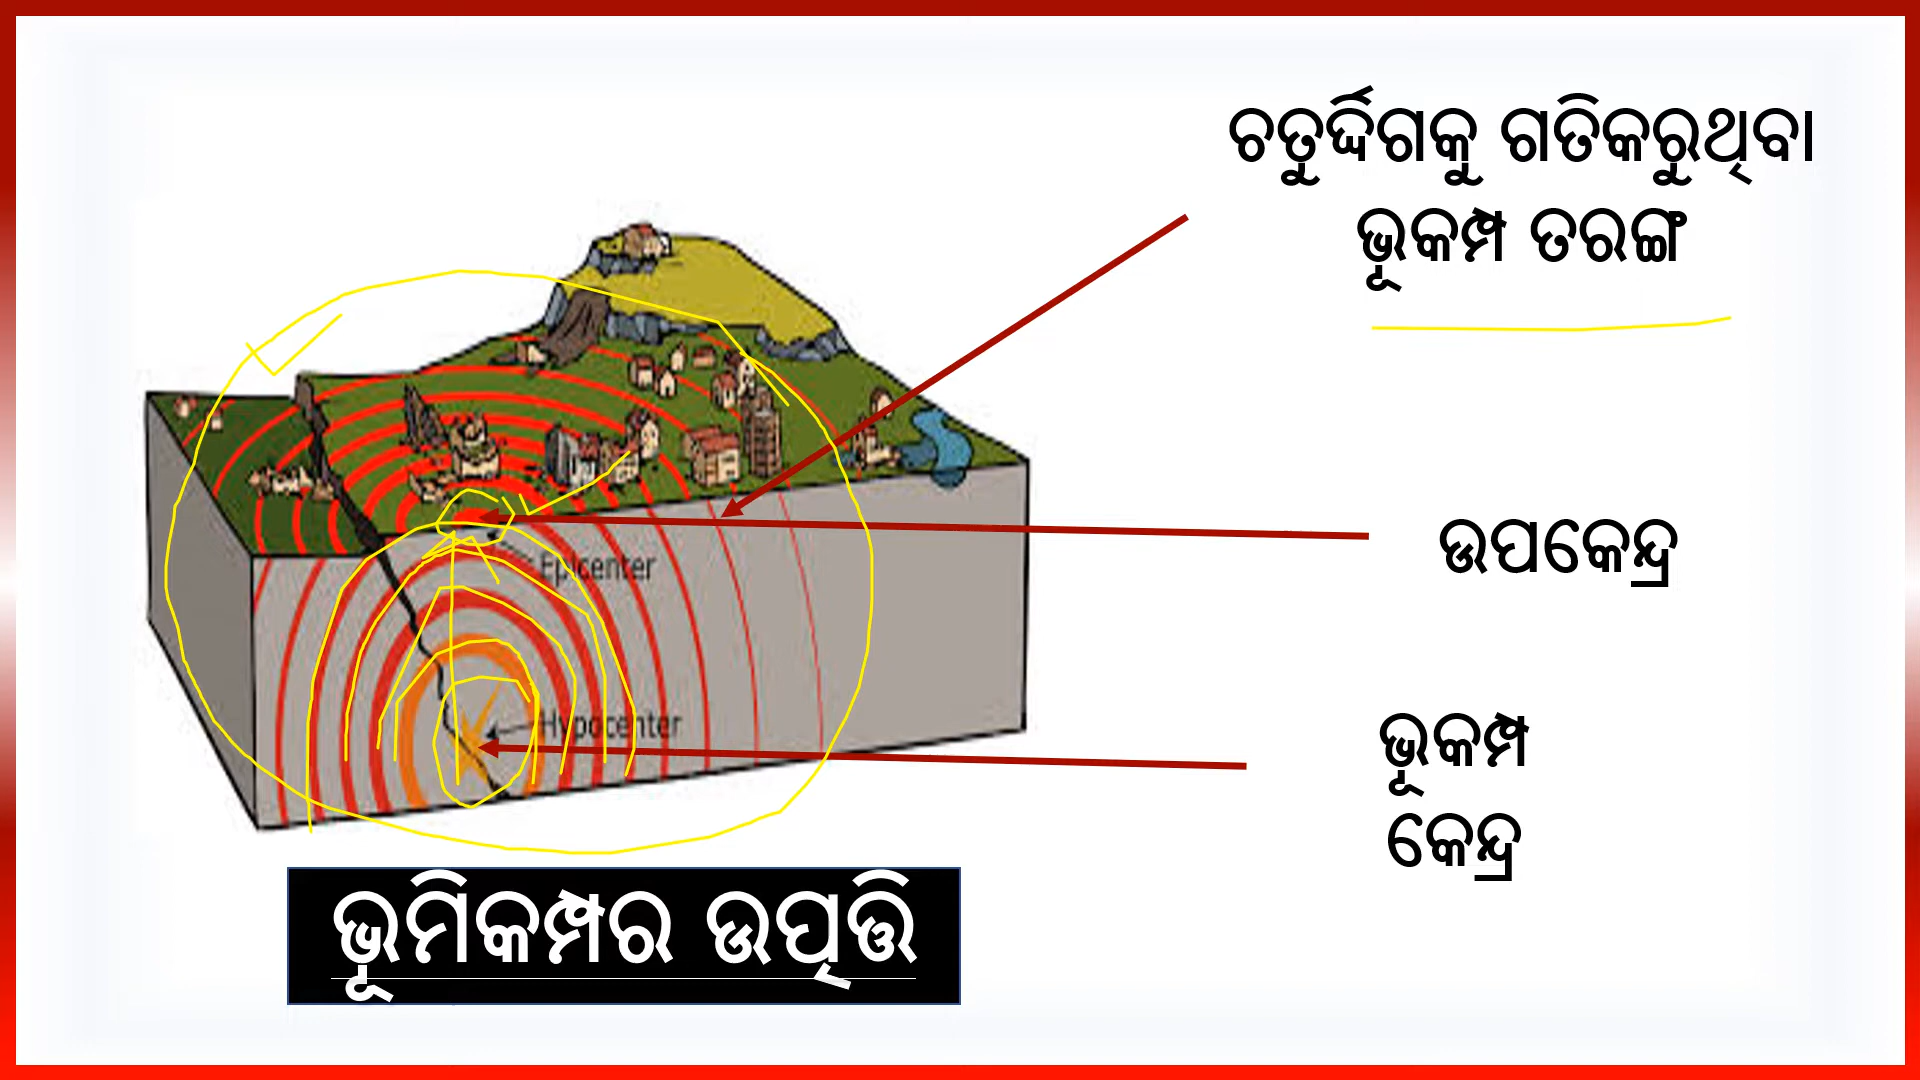 ଚତୁର୍ଦ୍ଦିଗକୁ ଗତିକରୁଥିବା
ଭୂକମ୍ପ ତରଙ୍ଗ
ଉପକେନ୍ଦ୍ର
Epicenter
ଭୂକମ୍ପ
କେନ୍ଦ୍ର
Hypocenter
ଭୂମିକମ୍ପର ଉତ୍ପତ୍ତି